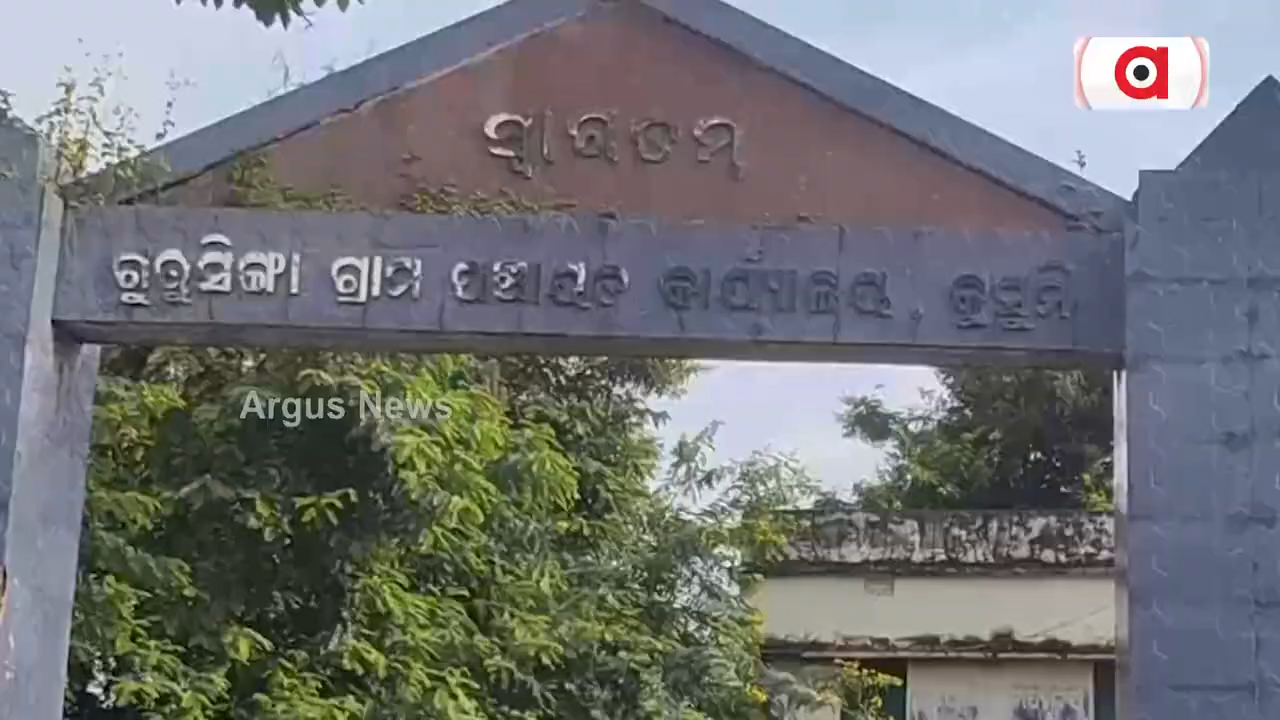 ସ୍ଵାଗତମ୍
ଗୁରୁସିଙ୍ଗା ଗ୍ରାମ ପଞ୍ଚାୟତ କାର୍ଯ୍ୟାଳୟ, କୁସୁମି
Argus News